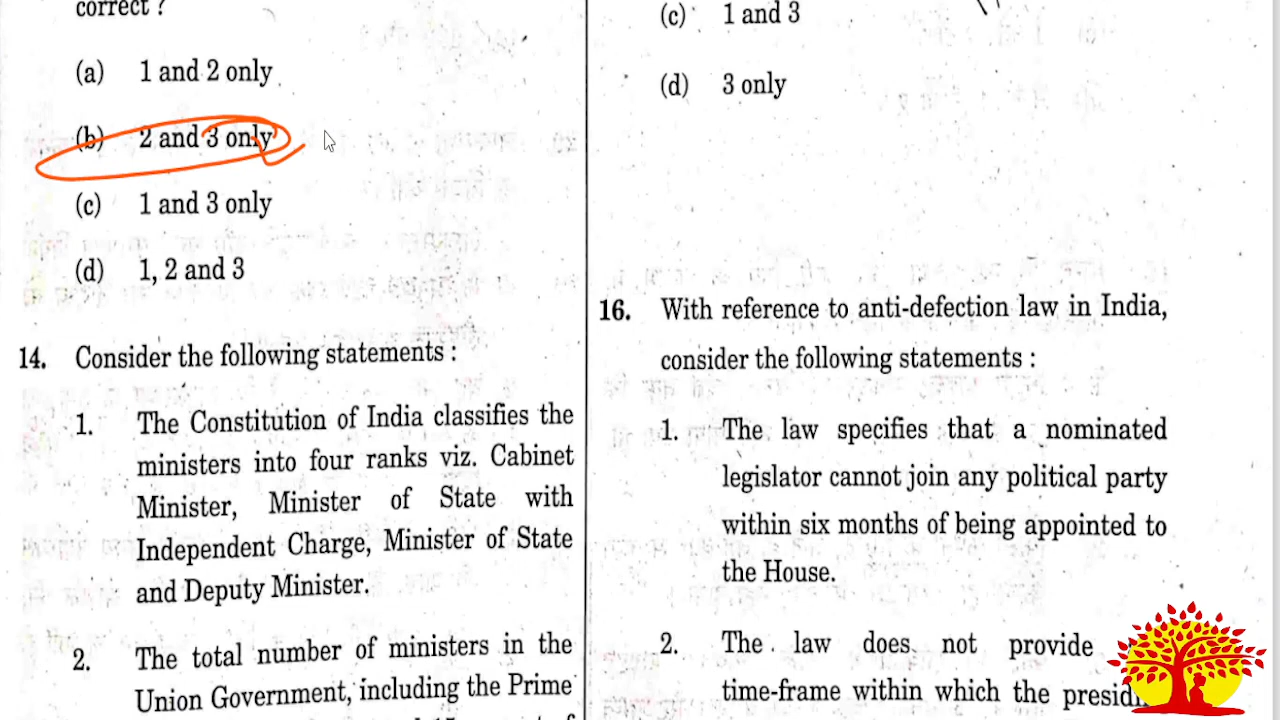 correct ?
(a) 1 and 2 only
(b) 2 and 3 only
(c) 1 and 3 only
(d) 1, 2 and 3
14. Consider the following statements :
1. The Constitution of India classifies the
ministers into four ranks viz. Cabinet
Minister, Minister of State with
Independent Charge, Minister of State
and Deputy Minister.
2. The total number of ministers in the
Union Government, including the Prime
(c) 1 and 3
(d) 3 only
16. With reference to anti-defection law in India,
consider the following statements :
1. The law specifies that a nominated
legislator cannot join any political party
within six months of being appointed to
the House.
2. The law does not provide
time-frame within which the